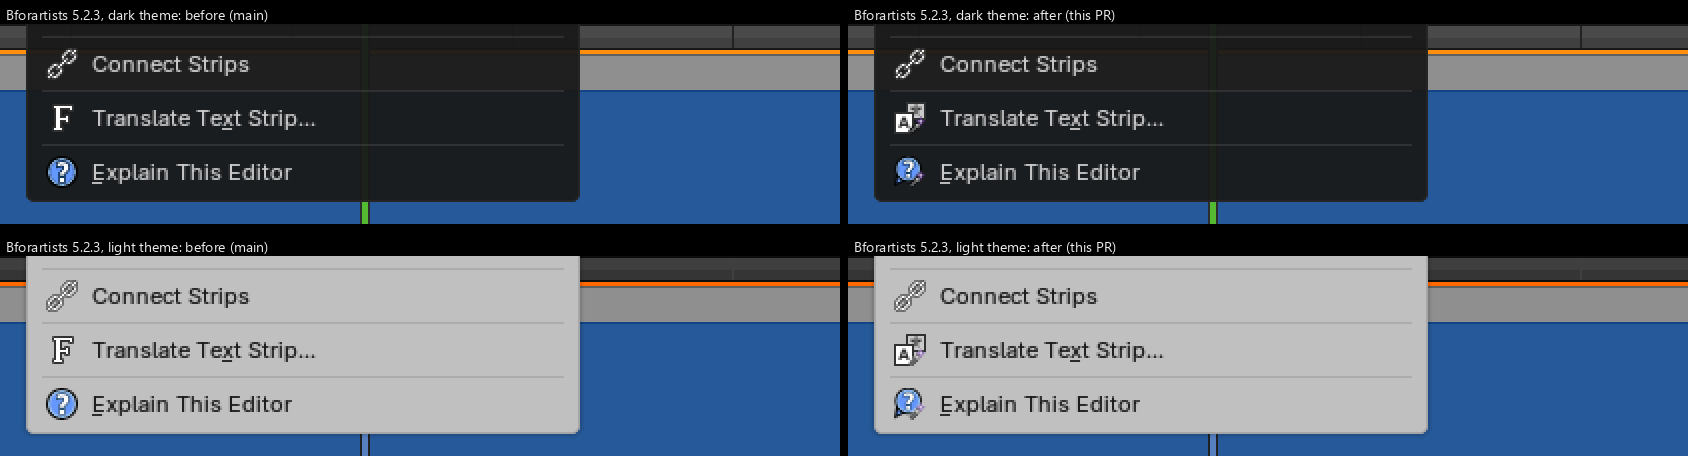 Bforartists 5.2.3, dark theme: before (main)
Connect Strips
Translate Text Strip...
Explain This Editor
Bforartists 5.2.3, dark theme: after (this PR)
Connect Strips
Translate Text Strip...
Explain This Editor
Bforartists 5.2.3, light theme: before (main)
Connect Strips
Translate Text Strip...
Explain This Editor
Bforartists 5.2.3, light theme: after (this PR)
Connect Strips
Translate Text Strip...
Explain This Editor